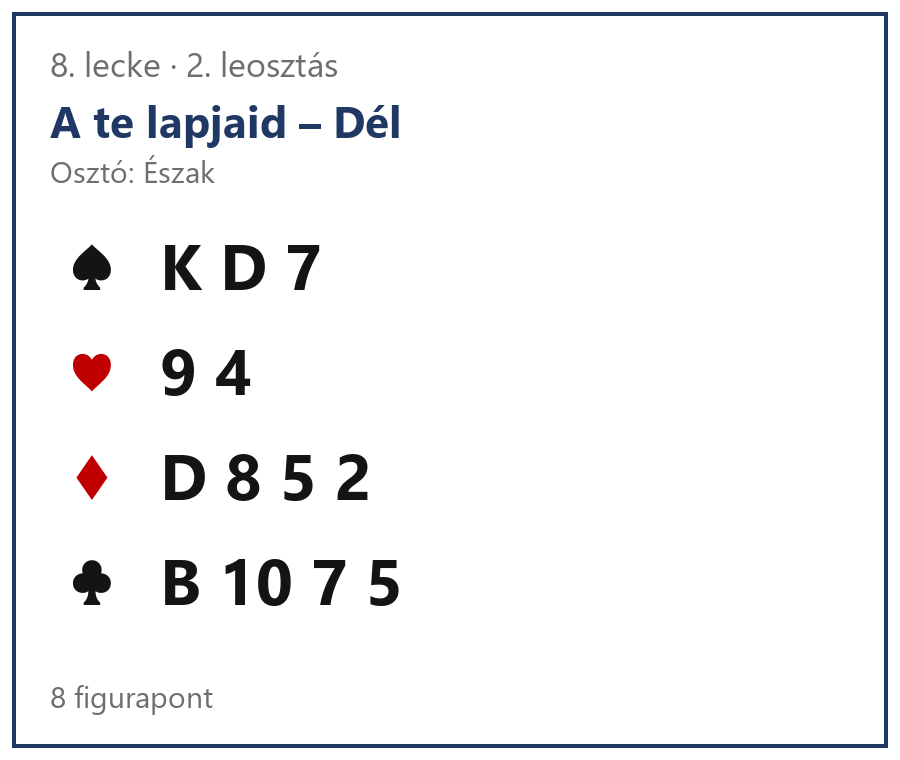 8. lecke · 2. leosztás
A te lapjaid – Dél
Osztó: Észak
♠ K D 7
♥ 9 4
♦ D 8 5 2
♣ B 10 7 5
8 figurapont